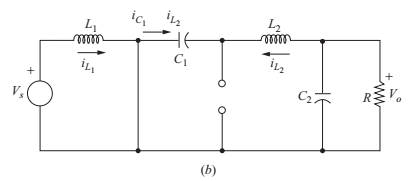 L1 iC1 iL2 L2
iL1 C1 iL2
+ +
Vs C2 R Vo
(b)